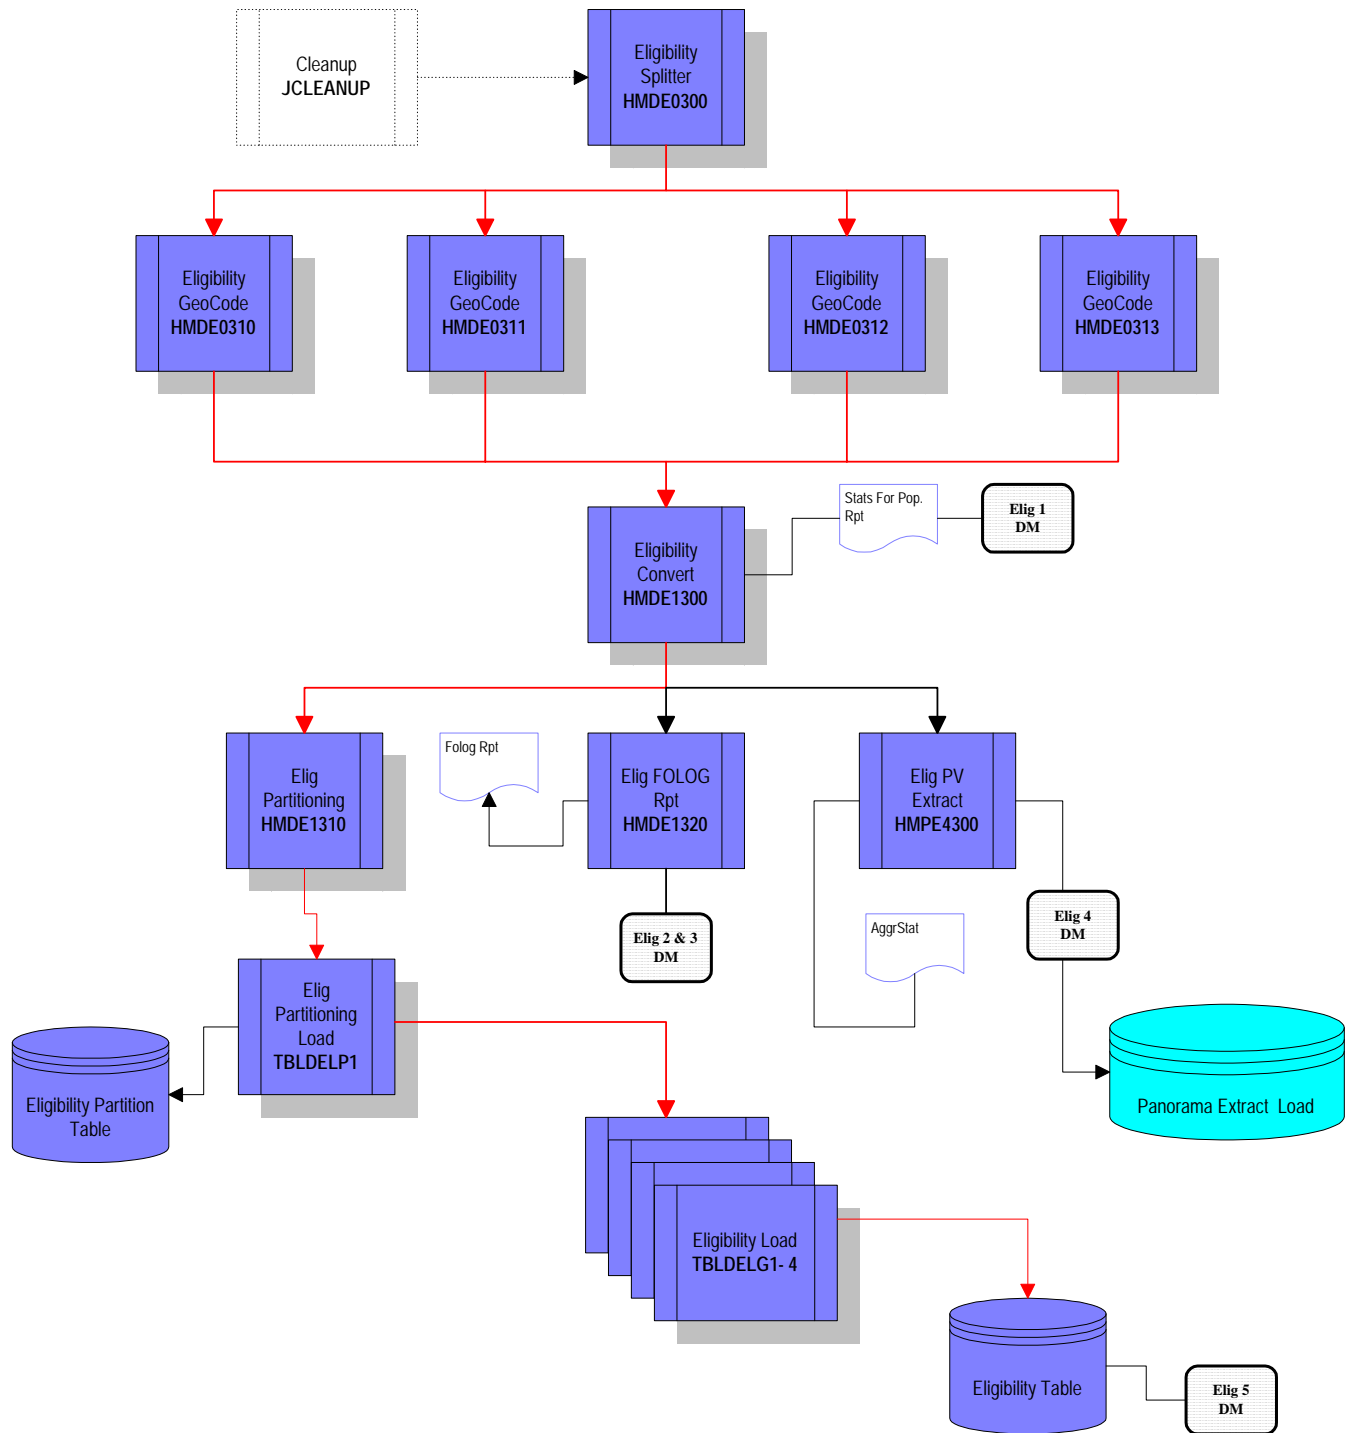 Cleanup
JCLEANUP
Eligibility
Splitter
HMDE0300
Eligibility
GeoCode
HMDE0310
Eligibility
GeoCode
HMDE0311
Eligibility
GeoCode
HMDE0312
Eligibility
GeoCode
HMDE0313
Eligibility
Convert
HMDE1300
Stats For Pop.
Rpt
Elig 1
DM
Elig
Partitioning
HMDE1310
Folog Rpt
Elig FOLOG
Rpt
HMDE1320
Elig PV
Extract
HMPE4300
Elig 2 & 3
DM
AggrStat
Elig 4
DM
Elig
Partitioning
Load
TBLDELP1
Eligibility Partition
Table
Panorama Extract Load
Eligibility Load
TBLDELG1- 4
Eligibility Table
Elig 5
DM